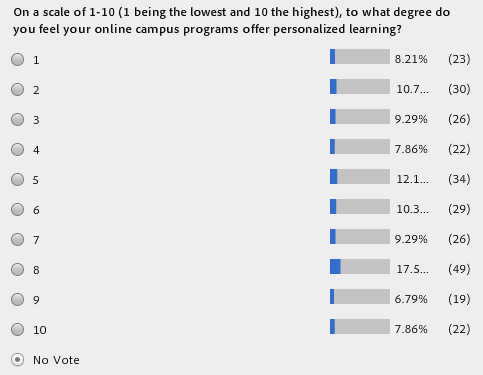 On a scale of 1-10 (1 being the lowest and 10 the highest), to what degree do
you feel your online campus programs offer personalized learning?
1 8.21% (23)
2 10.7... (30)
3 9.29% (26)
4 7.86% (22)
5 12.1... (34)
6 10.3... (29)
7 9.29% (26)
8 17.5... (49)
9 6.79% (19)
10 7.86% (22)
No Vote